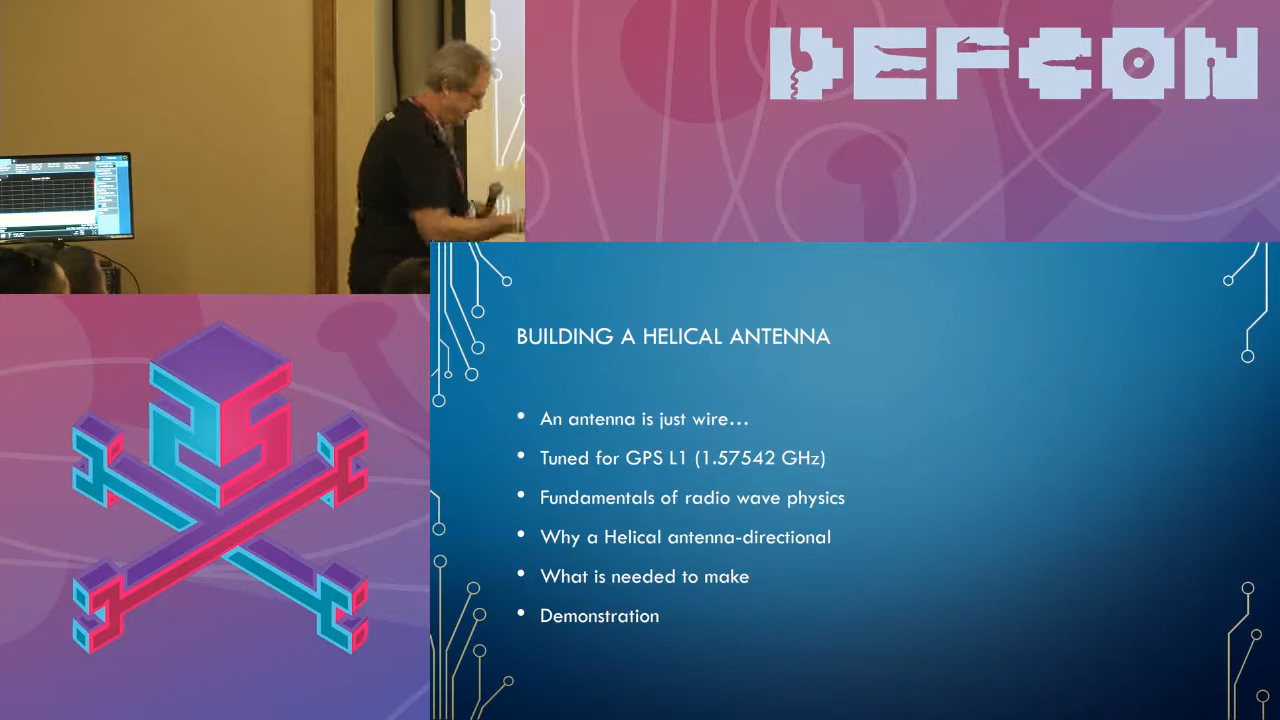 DEFCON
BUILDING A HELICAL ANTENNA
• An antenna is just wire...
• Tuned for GPS L1 (1.57542 GHz)
• Fundamentals of radio wave physics
• Why a Helical antenna-directional
• What is needed to make
• Demonstration